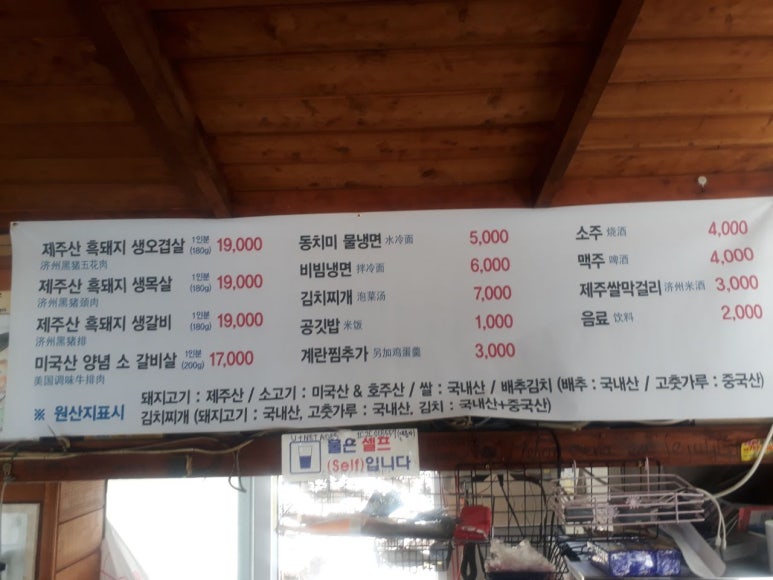 제주산 흑돼지 생오겹살 1인분 (180g) 19,000
济州黑猪五花肉
제주산 흑돼지 생목살 1인분 (180g) 19,000
济州黑猪颈肉
제주산 흑돼지 생갈비 1인분 (180g) 19,000
济州黑猪排
미국산 양념 소 갈비살 1인분 (200g) 17,000
美国调味牛排肉
동치미 물냉면 水冷面 5,000
비빔냉면 拌冷面 6,000
김치찌개 泡菜汤 7,000
공깃밥 米饭 1,000
계란찜추가 另加鸡蛋羹 3,000
소주 烧酒 4,000
맥주 啤酒 4,000
제주쌀막걸리 济州米酒 3,000
음료 饮料 2,000
※ 원산지표시
돼지고기 : 제주산 / 소고기 : 미국산 & 호주산 / 쌀 : 국내산 / 배추김치 (배추 : 국내산 / 고춧가루 : 중국산)
김치찌개 (돼지고기 : 국내산, 고춧가루 : 국내산, 김치 : 국내산+중국산)
물은 셀프
(Self)입니다